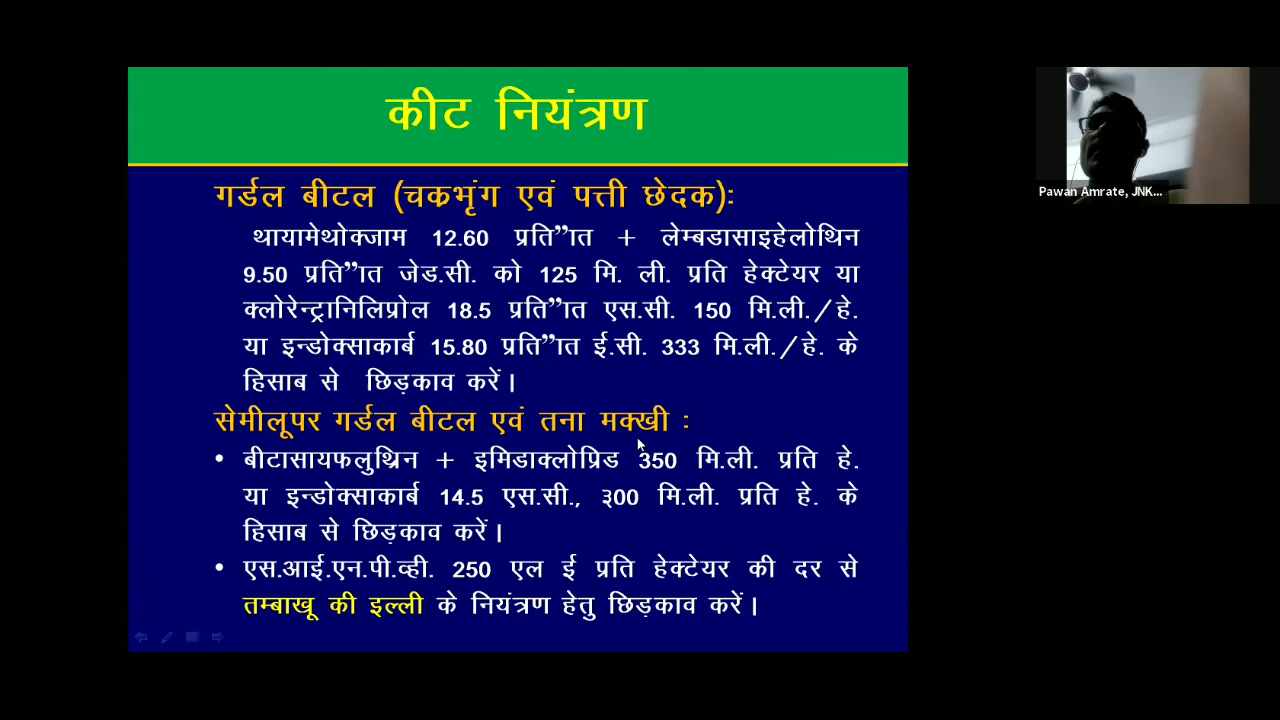 कीट नियंत्रण
गर्डल बीटल (चकभृंग एवं पत्ती छेदक):
थायामेथोक्जाम 12.60 प्रति”ात + लेम्बडासाइहेलोथिन
9.50 प्रति”ात जेड.सी. को 125 मि. ली. प्रति हेक्टेयर या
क्लोरेन्ट्रानिलिप्रोल 18.5 प्रति”ात एस.सी. 150 मि.ली./हे.
या इन्डोक्साकार्ब 15.80 प्रति”ात ई.सी. 333 मि.ली./हे. के
हिसाब से छिड़काव करें।
सेमीलूपर गर्डल बीटल एवं तना मक्खी :
• बीटासायफलुथ्रिन + इमिडाक्लोप्रिड 350 मि.ली. प्रति हे.
या इन्डोक्साकार्ब 14.5 एस.सी., ३00 मि.ली. प्रति हे. के
हिसाब से छिड़काव करें।
• एस.आई.एन.पी.व्ही. 250 एल ई प्रति हेक्टेयर की दर से
तम्बाखू की इल्ली के नियंत्रण हेतु छिड़काव करें।
Pawan Amrate, JNK...